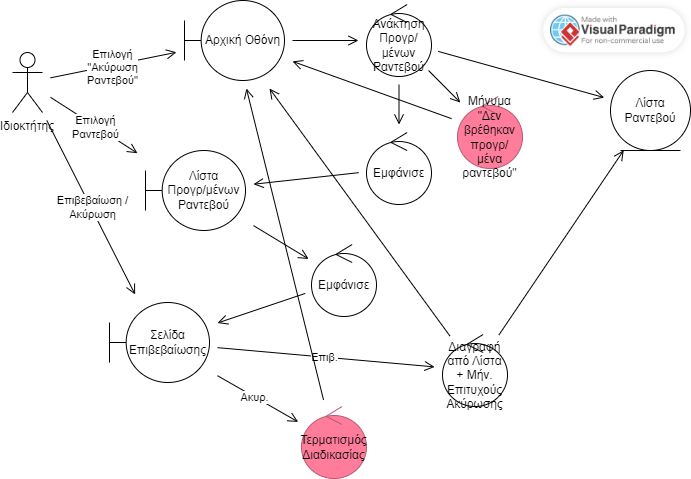 Made with
Visual Paradigm
For non-commercial use
Ανάκτηση
Προγρ/
μένων
Ραντεβού
Αρχική Οθόνη
Επιλογή
"Ακύρωση
Ραντεβού"
Ιδιοκτήτης
Επιλογή
Ραντεβού
Μήνυμα
"Δεν
βρέθηκαν
προγρ/
μένα
ραντεβού"
Λίστα
Ραντεβού
Λίστα
Προγρ/μένων
Ραντεβού
Εμφάνισε
Επιβεβαίωση /
Ακύρωση
Εμφάνισε
Σελίδα
Επιβεβαίωσης
Επιβ.
Διαγραφή
από Λίστα
+ Μήν.
Επιτυχούς
Ακύρωσης
Ακυρ.
Τερματισμός
Διαδικασίας